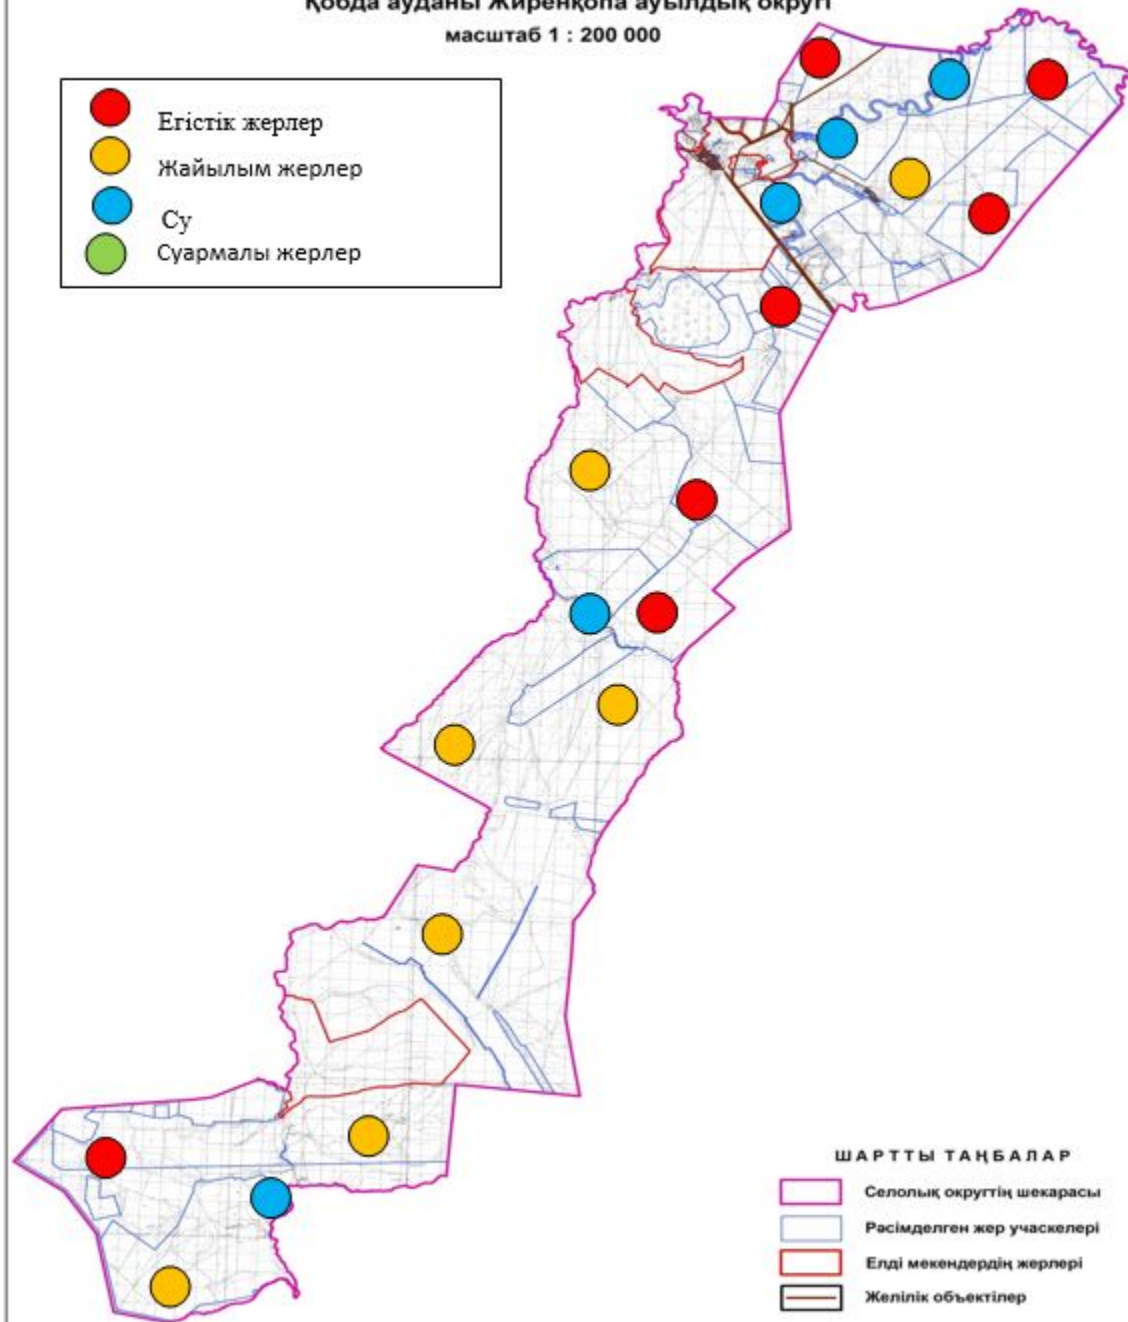 Қобда ауданы Жиренқопа ауылдық округі
масштаб 1 : 200 000
Егістік жерлер
Жайылым жерлер
Су
Суармалы жерлер
ШАРТТЫ ТАҢБАЛАР
Селолық округтің шекарасы
Рәсімделген жер учаскелері
Елді мекендердің жерлері
Желілік объектілер